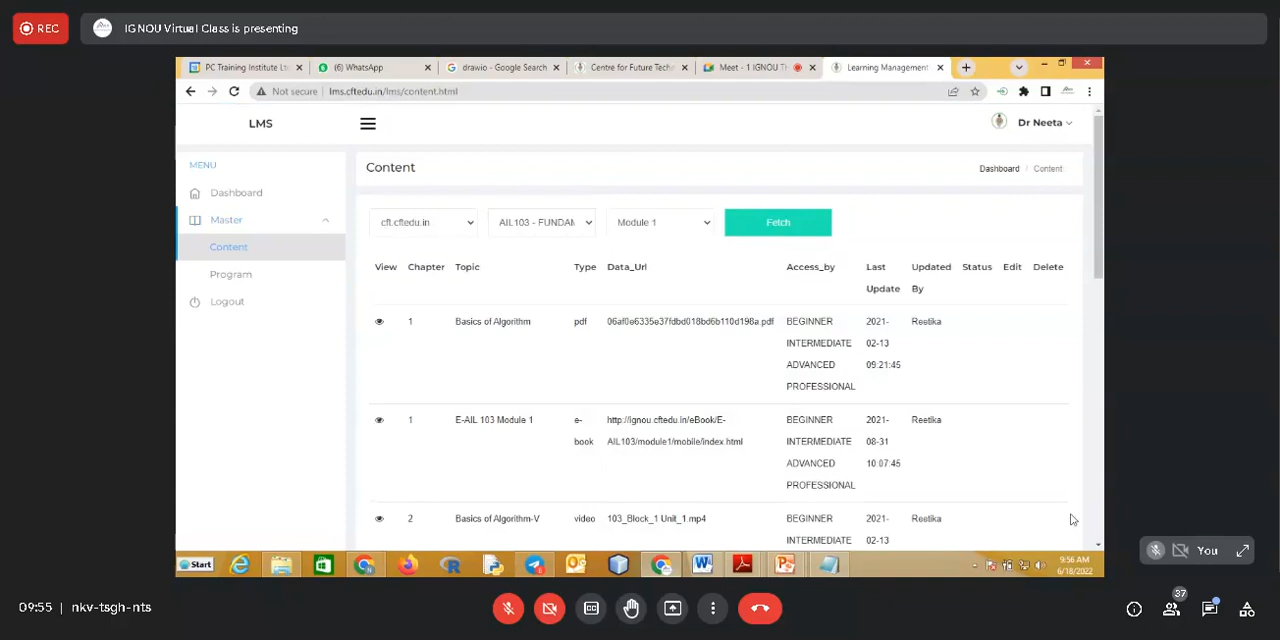 REC
IGNOU Virtual Class is presenting
PC Training Institute Lt
(6) WhatsApp
drawio - Google Search
Centre for Future Tech
Meet - 1 IGNOU T
Learning Management
Not secure
lms.cftedu.in/lms/content.html
LMS
Dr Neeta
MENU
Dashboard
Master
Content
Program
Logout
Content
Dashboard / Content
cft.cftedu.in
AIL103 - FUNDAM
Module 1
Fetch
View Chapter Topic Type Data_Url Access_by Last Updated Status Edit Delete
Update By
1 Basics of Algorithm pdf 06af0e6335e37fdbd018bd6b110d198a.pdf BEGINNER 2021- Reetika
INTERMEDIATE 02-13
ADVANCED 09:21:45
PROFESSIONAL
1 E-AIL 103 Module 1 e- http://ignou.cftedu.in/eBook/E- BEGINNER 2021- Reetika
book AIL103/module1/mobile/index.html INTERMEDIATE 08-31
ADVANCED 10:07:45
PROFESSIONAL
2 Basics of Algorithm-V video 103_Block_1 Unit_1.mp4 BEGINNER 2021- Reetika
INTERMEDIATE 02-13
Start
9:56 AM
6/18/2022
You
09:55 | nkv-tsgh-nts
37